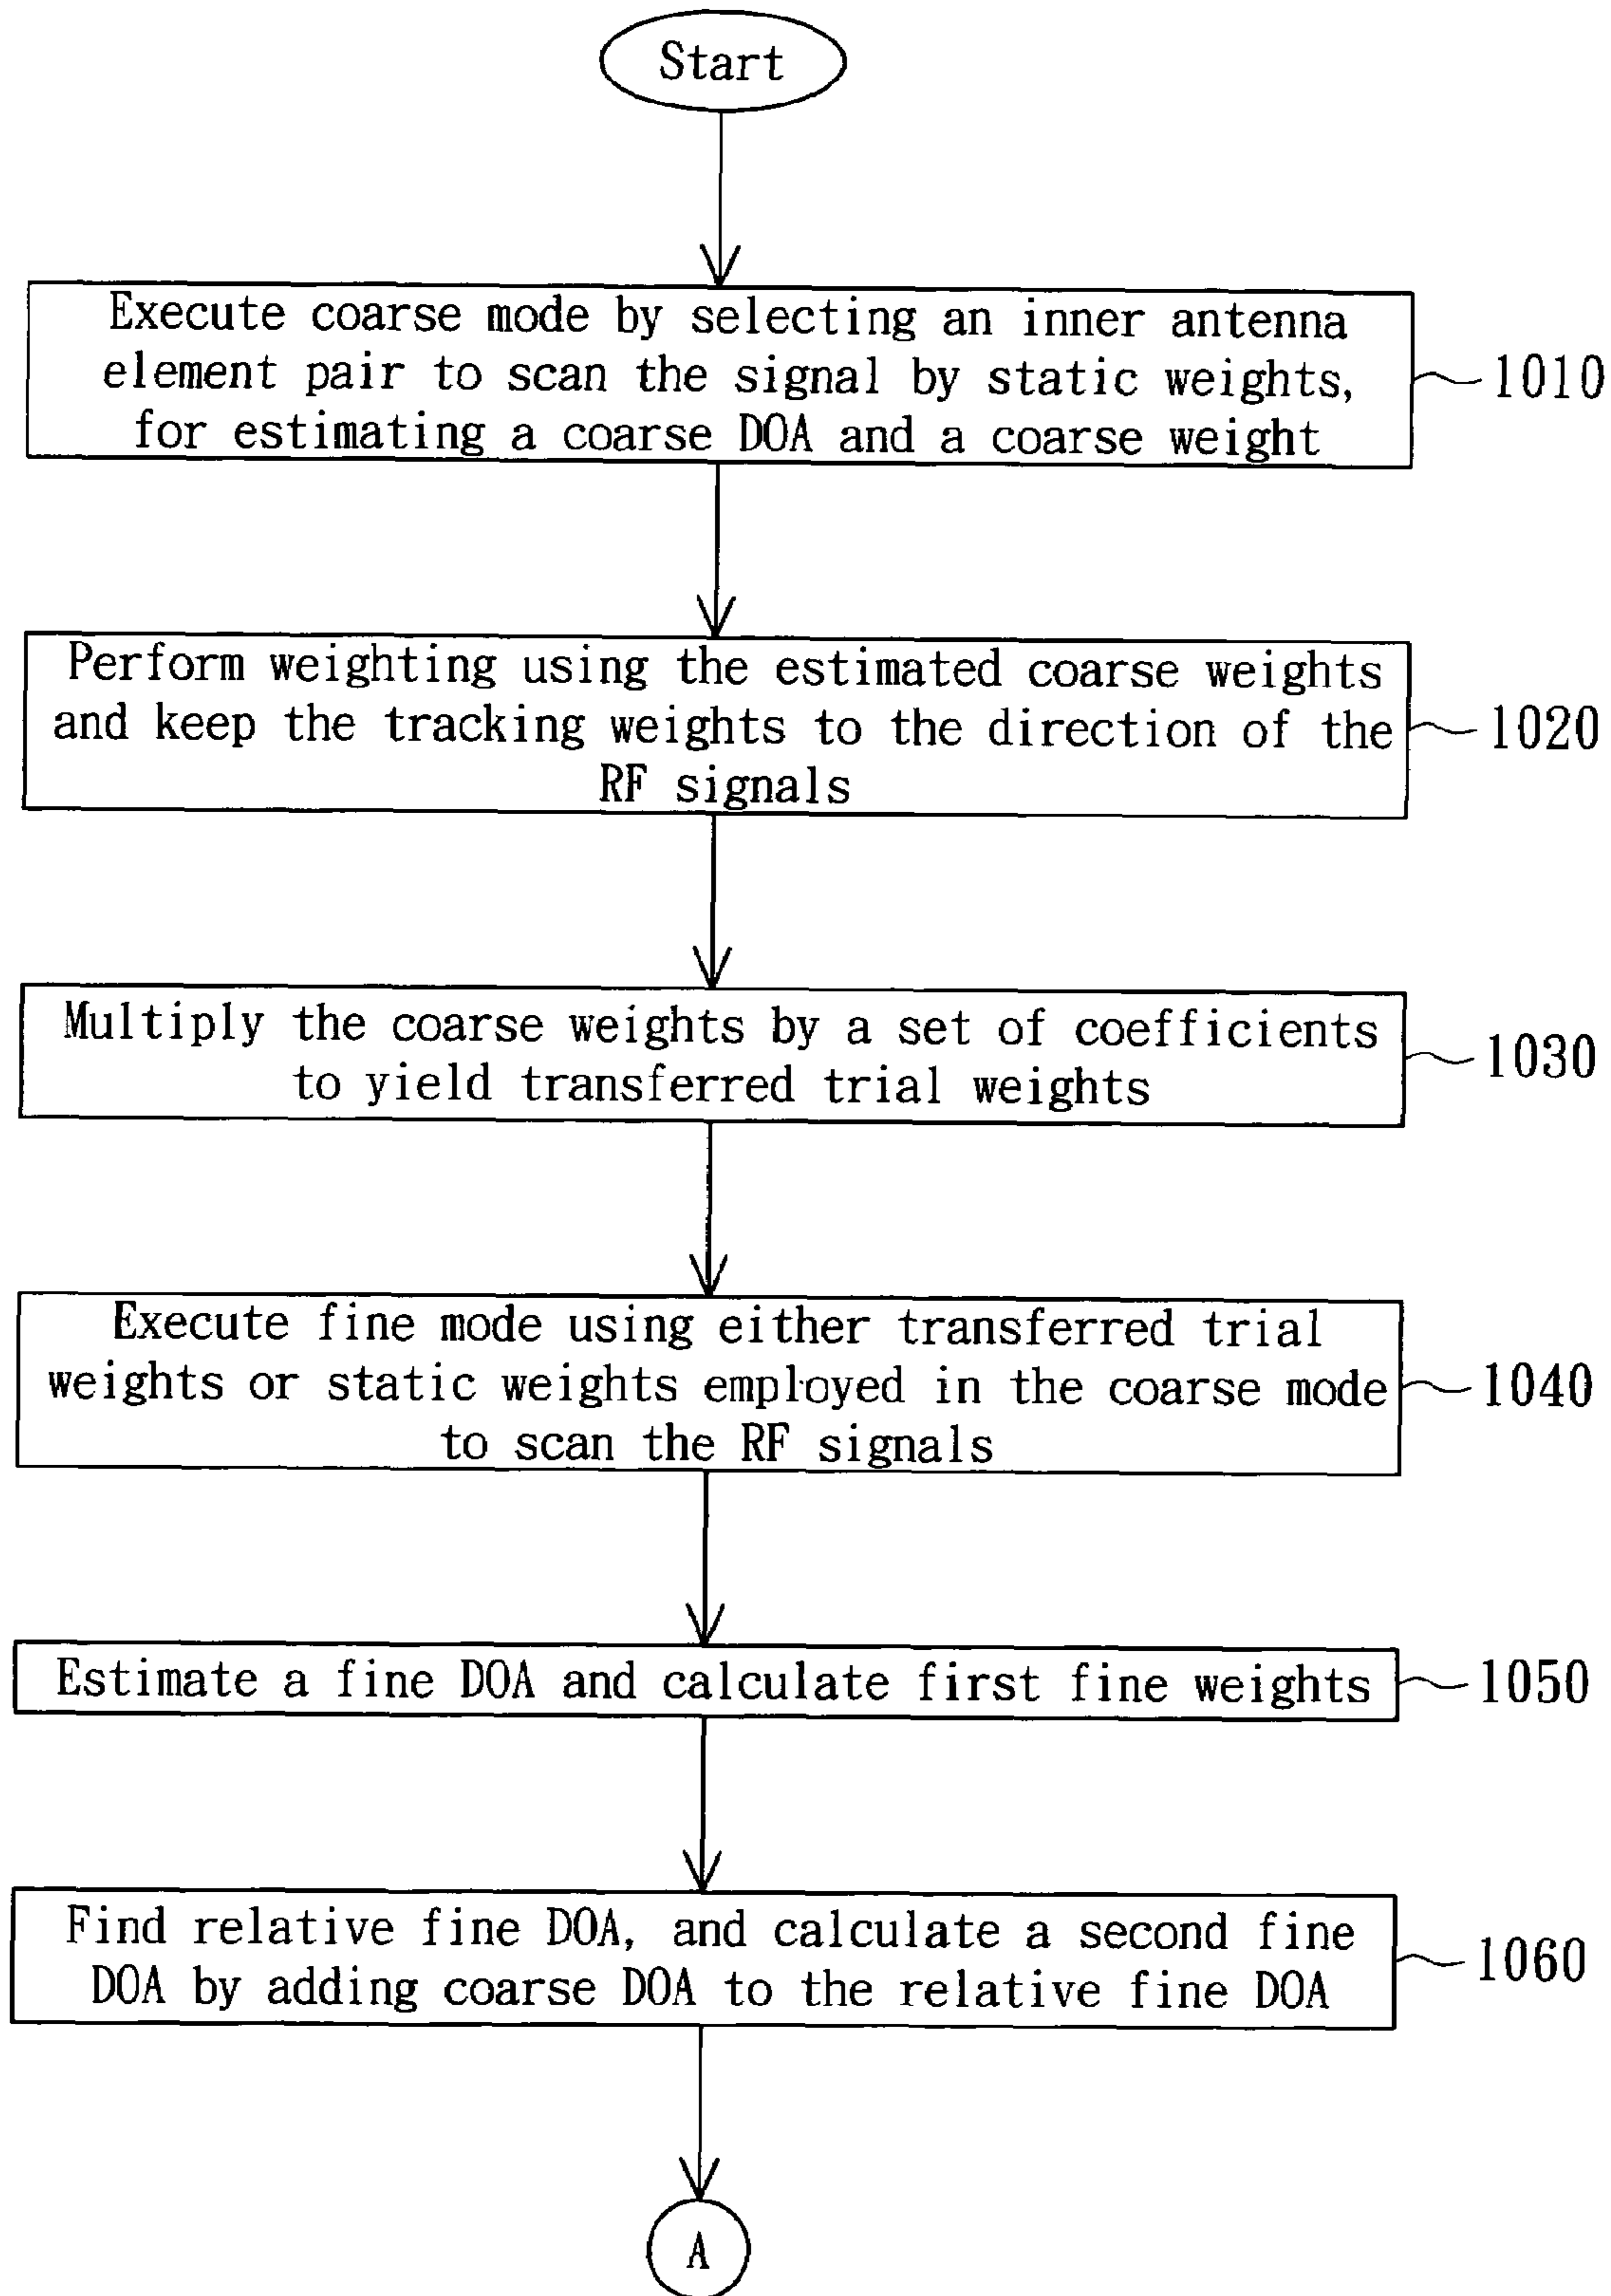 Start
Execute coarse mode by selecting an inner antenna
element pair to scan the signal by static weights,
for estimating a coarse DOA and a coarse weight
1010
Perform weighting using the estimated coarse weights
and keep the tracking weights to the direction of the
RF signals
1020
Multiply the coarse weights by a set of coefficients
to yield transferred trial weights
1030
Execute fine mode using either transferred trial
weights or static weights employed in the coarse mode
to scan the RF signals
1040
Estimate a fine DOA and calculate first fine weights
1050
Find relative fine DOA, and calculate a second fine
DOA by adding coarse DOA to the relative fine DOA
1060
A